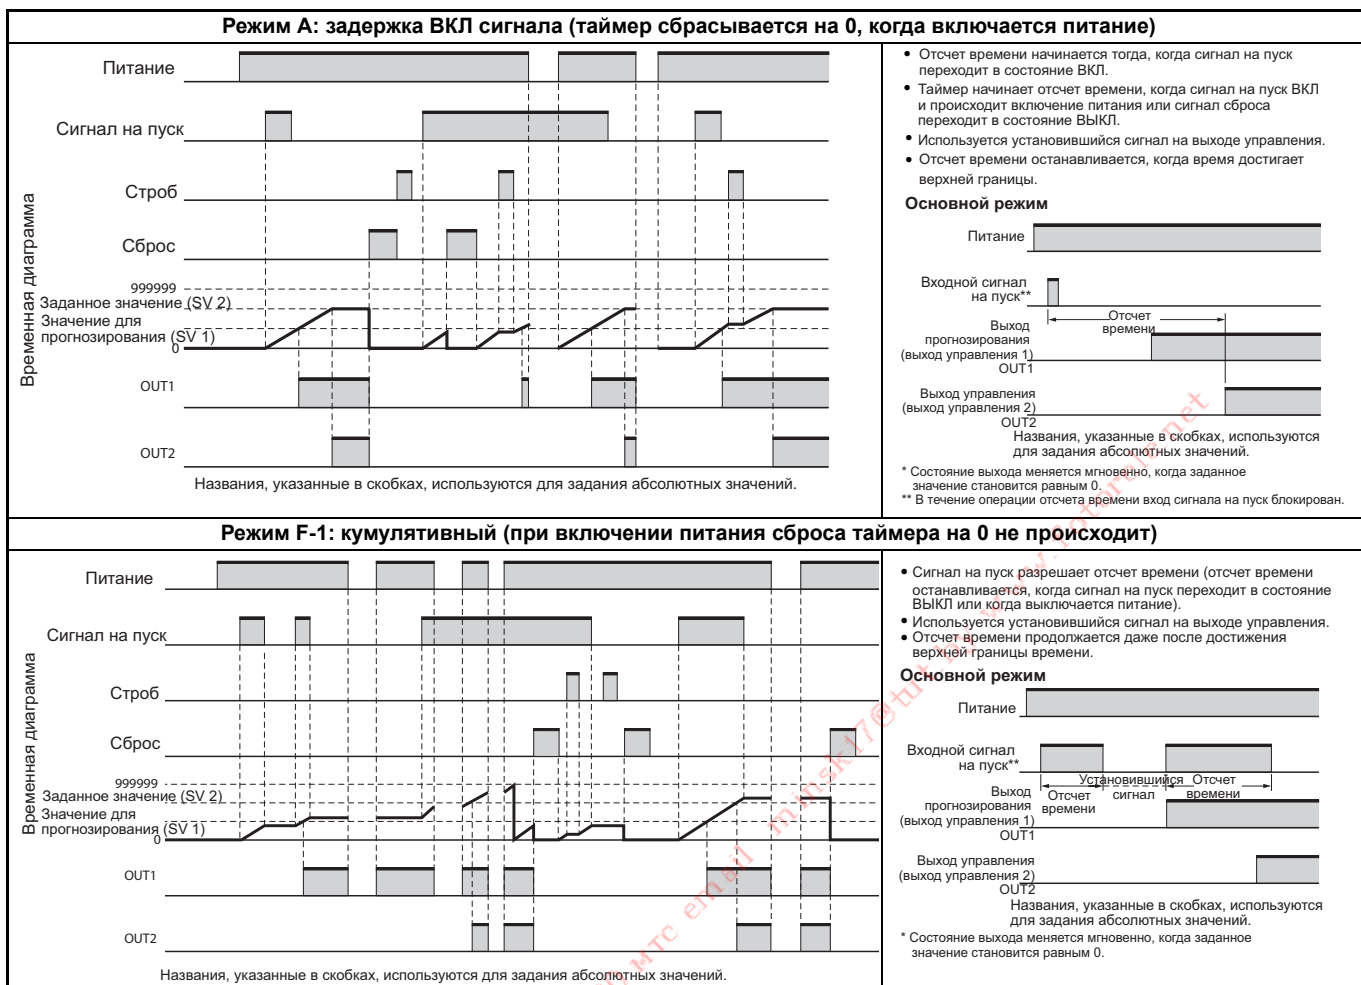 Режим A: задержка ВКЛ сигнала (таймер сбрасывается на 0, когда включается питание)
Временная диаграмма
Питание
Сигнал на пуск
Строб
Сброс
999999
Заданное значение (SV 2)
Значение для
прогнозирования (SV 1)
0
OUT1
OUT2
Названия, указанные в скобках, используются для задания абсолютных значений.
• Отсчет времени начинается тогда, когда сигнал на пуск
переходит в состояние ВКЛ.
• Таймер начинает отсчет времени, когда сигнал на пуск ВКЛ
и происходит включение питания или сигнал сброса
переходит в состояние ВЫКЛ.
• Используется установившийся сигнал на выходе управления.
• Отсчет времени останавливается, когда время достигает
верхней границы.
Основной режим
Питание
Входной сигнал
на пуск**
Отсчет
времени
Выход
прогнозирования
(выход управления 1)
OUT1
Выход управления
(выход управления 2)
OUT2
Названия, указанные в скобках, используются
для задания абсолютных значений.
* Состояние выхода меняется мгновенно, когда заданное
значение становится равным 0.
** В течение операции отсчета времени вход сигнала на пуск блокирован.
Режим F-1: кумулятивный (при включении питания сброса таймера на 0 не происходит)
Временная диаграмма
Питание
Сигнал на пуск
Строб
Сброс
999999
Заданное значение (SV 2)
Значение для
прогнозирования (SV 1)
0
OUT1
OUT2
Названия, указанные в скобках, используются для задания абсолютных значений.
• Сигнал на пуск разрешает отсчет времени (отсчет времени
останавливается, когда сигнал на пуск переходит в состояние
ВЫКЛ или когда выключается питание).
• Используется установившийся сигнал на выходе управления.
• Отсчет времени продолжается даже после достижения
верхней границы времени.
Основной режим
Питание
Входной сигнал
на пуск**
Отсчет
времени
Установившийся
сигнал
Отсчет
времени
Выход
прогнозирования
(выход управления 1)
OUT1
Выход управления
(выход управления 2)
OUT2
Названия, указанные в скобках, используются
для задания абсолютных значений.
* Состояние выхода меняется мгновенно, когда заданное
значение становится равным 0.
МТС email minsk17@tut.by www.fotorele.net